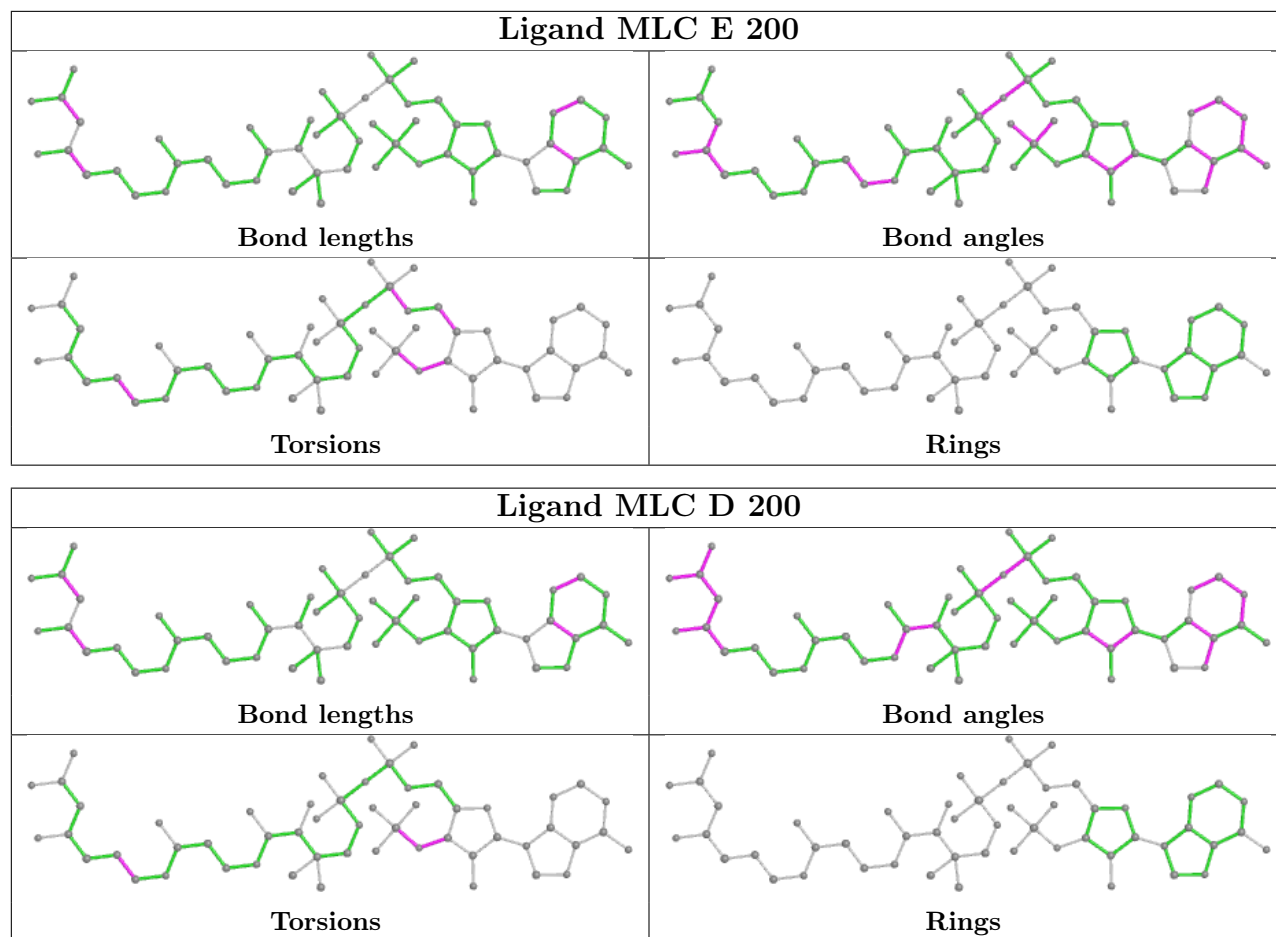 Ligand MLC E 200
Bond lengths
Bond angles
Torsions
Rings
Ligand MLC D 200
Bond lengths
Bond angles
Torsions
Rings